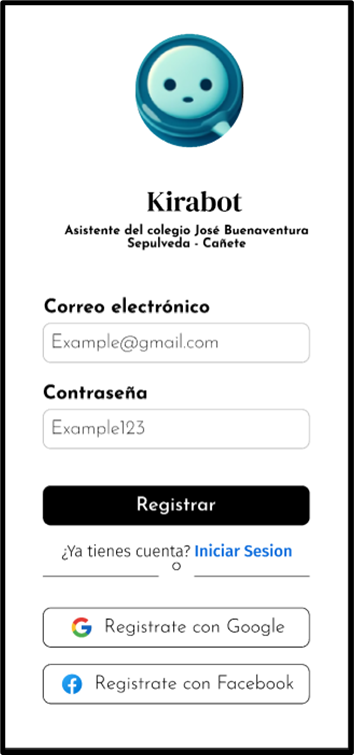 Kirabot
Asistente del colegio José Buenaventura
Sepulveda - Cañete
Correo electrónico
Example@gmail.com
Contraseña
Example123
Registrar
¿Ya tienes cuenta? Iniciar Sesion
O
Registrate con Google
Registrate con Facebook